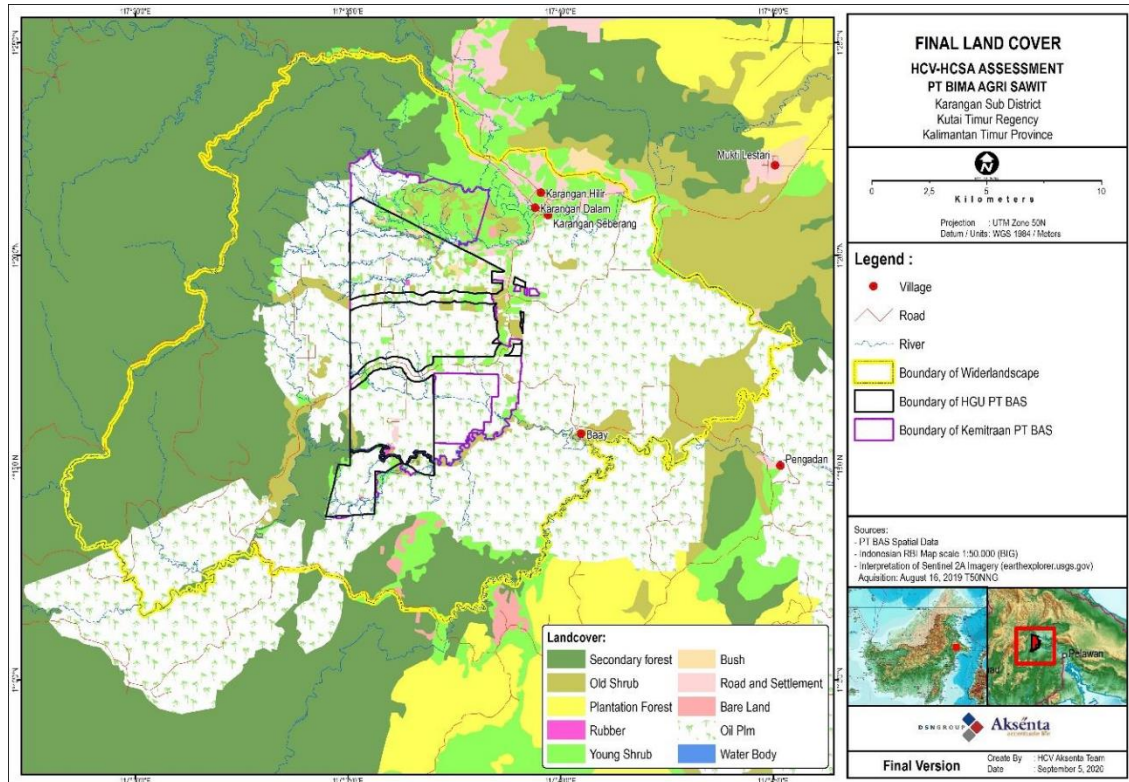 FINAL LAND COVER
HCV-HCSA ASSESSMENT
PT BIMA AGRI SAWIT
Karangan Sub District
Kutai Timur Regency
Kalimantan Timur Province
0 2,5 5 10
Kilometers
Projection : UTM Zono 50N
Datum / Units: WGS 1984 / Meters
Legend :
Village
Road
River
Boundary of Widerlandscape
Boundary of HGU PT BAS
Boundary of Kemitraan PT BAS
Sources:
- PT BAS Spatial Data
- Indonosian RBI Map scale 1:50.000 (BIG)
- Interpretation of Sentinel 2A Imagery (earthexplorer.usgs.gov)
Aquisition: August 16, 2019 T50NNG
Pelawan
DSNGROUP
Aksenta
Final Version
Create By : HCV Aksenta Team
Date : September 5, 2020
Mukti Lestari
Karangan Hilir
Karangan Dalam
Karangan Seberang
Baay
Pengadan
Landcover:
Secondary forest
Old Shrub
Plantation Forest
Rubber
Young Shrub
Bush
Road and Settlement
Bare Land
Oil Plm
Water Body